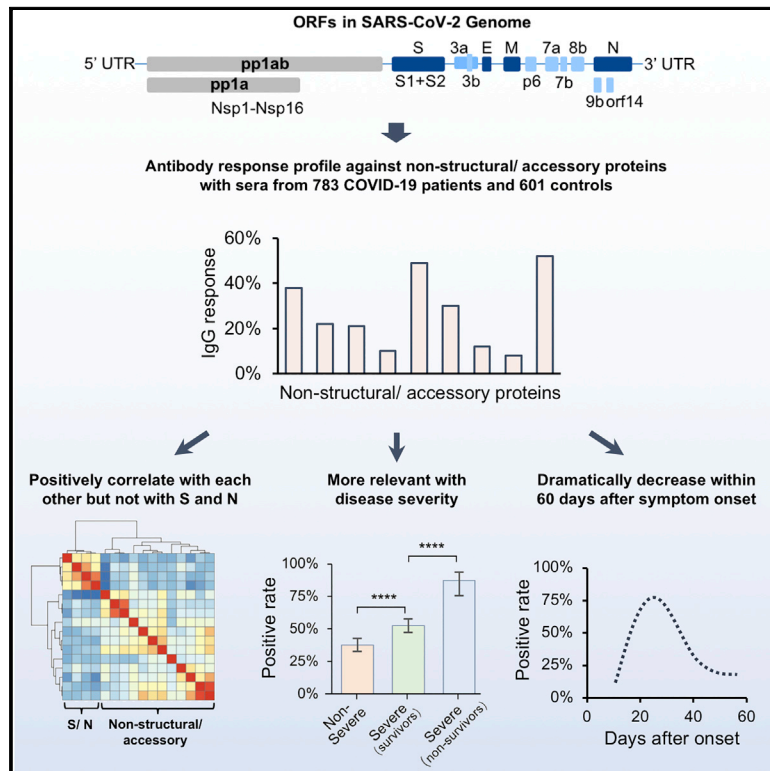 ORFs in SARS-CoV-2 Genome
S 3a E M 7a 8b N
5' UTR pp1ab 3' UTR
pp1a S1+S2 3b p6 7b
Nsp1-Nsp16 9b orf14
Antibody response profile against non-structural/ accessory proteins
with sera from 783 COVID-19 patients and 601 controls
60%
40%
20%
0%
IgG response
Non-structural/ accessory proteins
Positively correlate with each
other but not with S and N
S/ N
Non-structural/
accessory
More relevant with
disease severity
100%
75%
50%
25%
0%
Positive rate
****
****
Non-
Severe
Severe
(survivors)
Severe
(non-survivors)
Dramatically decrease within
60 days after symptom onset
100%
75%
50%
25%
0%
Positive rate
0 20 40 60
Days after onset